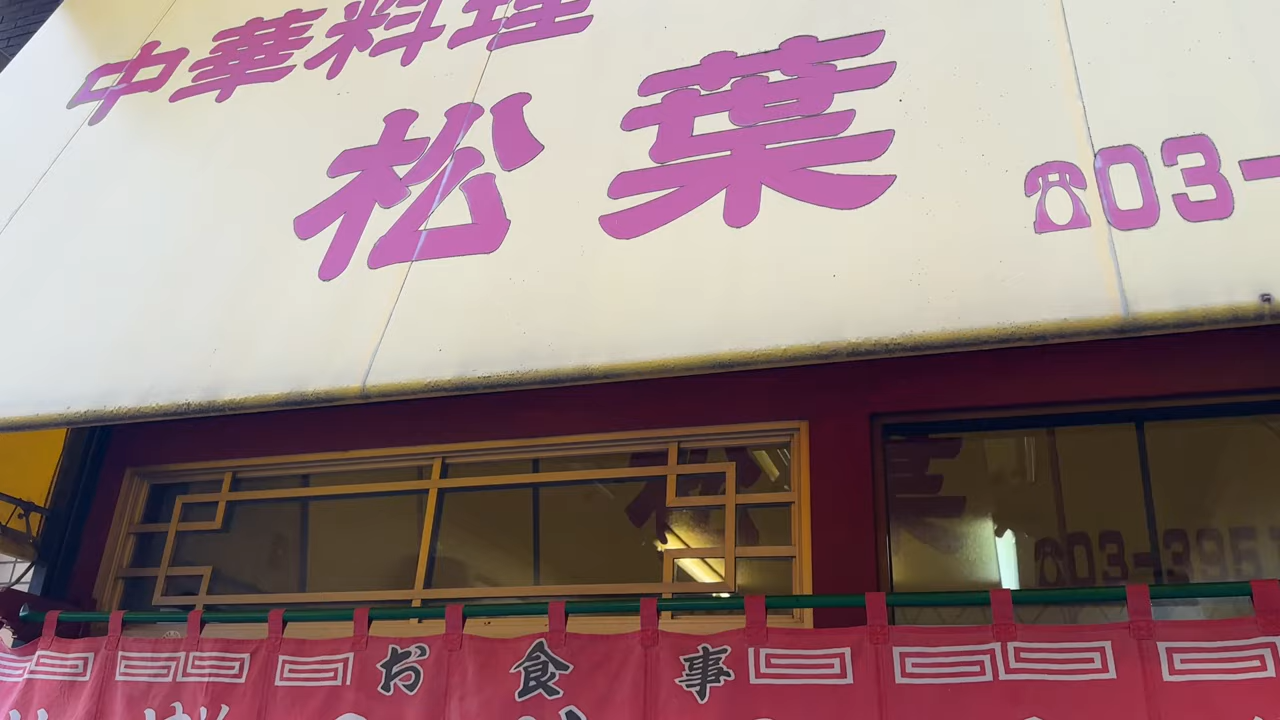 中華料理
松葉
☎03-
03-395
お食事